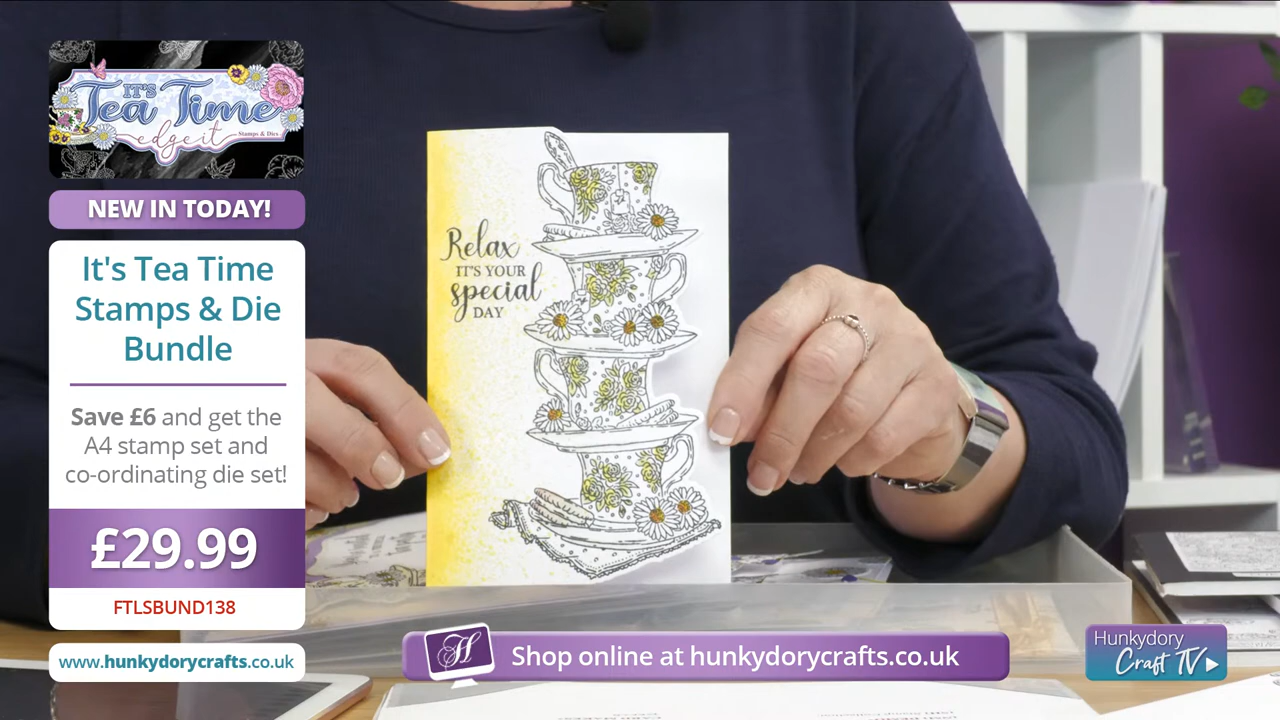 IT'S
Tea Time
edgeit
Stamps & Dies
NEW IN TODAY!
It's Tea Time
Stamps & Die
Bundle
Save £6 and get the
A4 stamp set and
co-ordinating die set!
£29.99
FTLSBUND138
www.hunkydorycrafts.co.uk
Relax
IT'S YOUR
special
DAY
H
Shop online at hunkydorycrafts.co.uk
Hunkydory
Craft TV